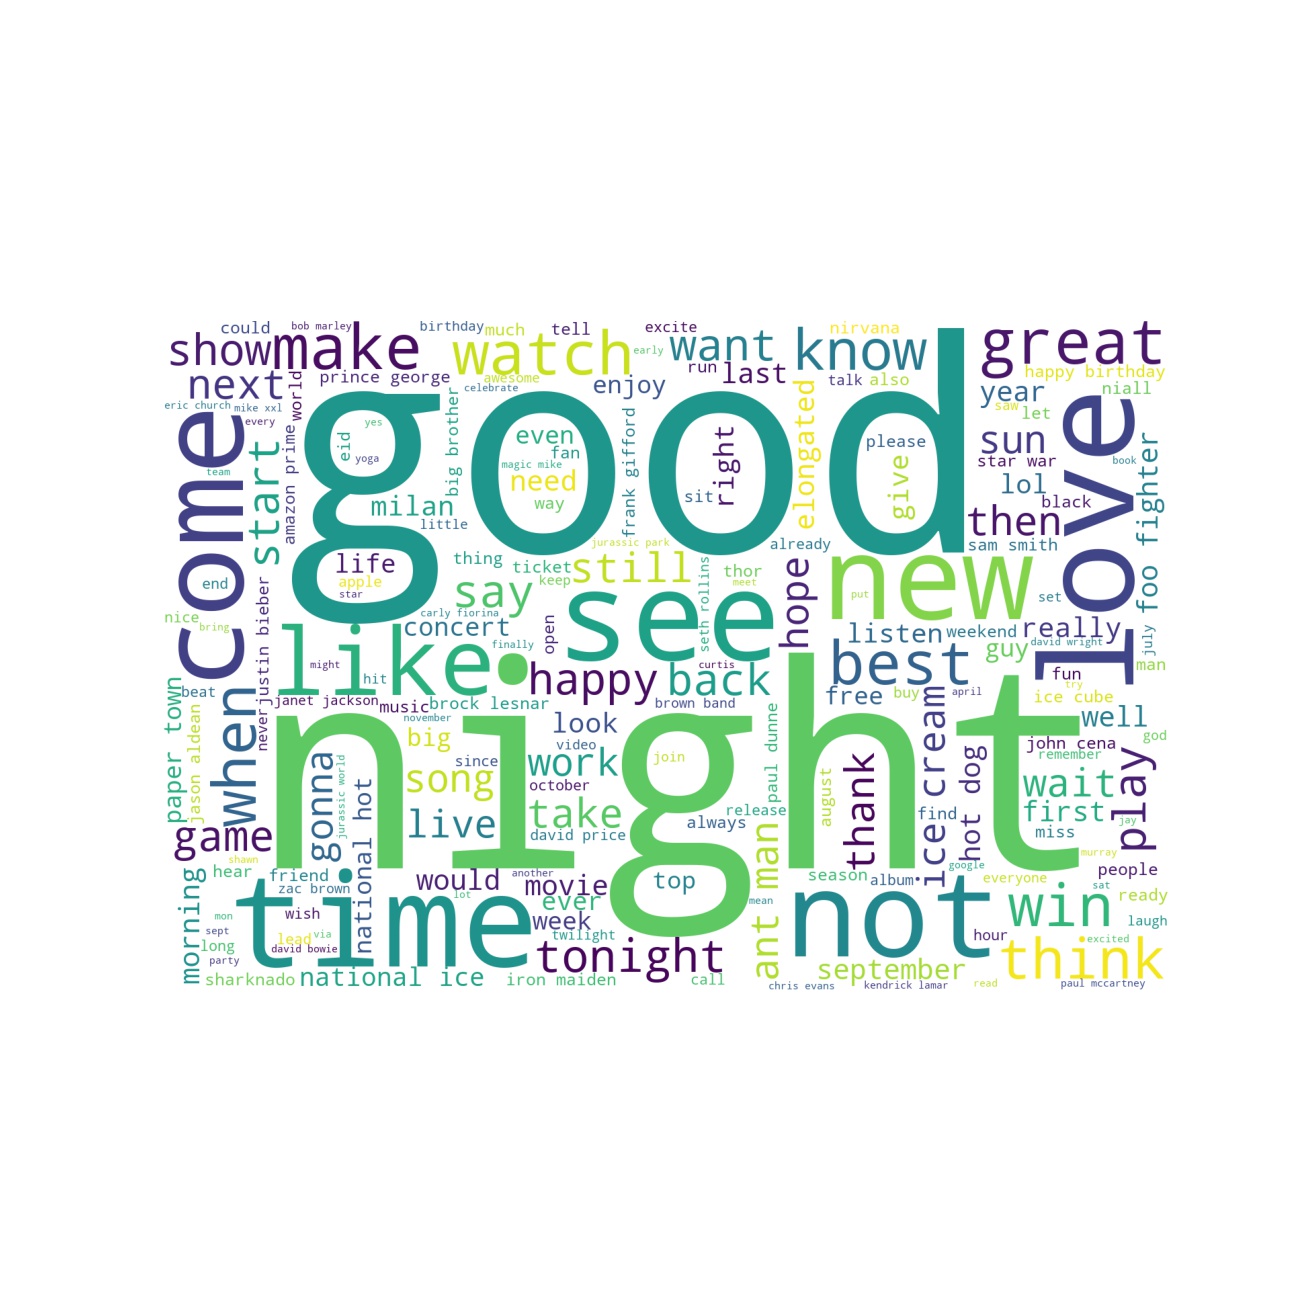 could
bob marley
birthday
much
tell
excite
nirvana
show
make
watch
early
want
know
great
next
prince george
awesome
celebrate
enjoy
run
last
talk
also
happy birthday
year
niall
eric church
mike xxl
world
every
saw
let
good
come
start
amazon prime
team
eid
yes
yoga
big brother
even
fan
magic mike
need
way
frank gifford
right
sit
elongated
please
give
sun
star war
lol
black
love
book
foo fighter
july
milan
little
then
sam smith
jurassic park
already
life
apple
star
thing
ticket
keep
still
seth rollins
thor
meet
hope
new
put
set
end
nice
bring
justin bieber
say
carly fiorina
concert
open
see
listen
weekend
really
david wright
guy
man
like
might
hit
finally
happy
curtis
back
best
fun
try
beat
paper town
jason aldean
when
never
janet jackson
music
brock lesnar
november
brown band
free
buy
april
ice cube
well
god
night
look
video
paul dunne
big
since
join
work
october
song
john cena
remember
wait
play
gonna
jurassic world
national hot
live
take
david price
release
always
august
thank
ice cream
find
hot dog
first
miss
jay
game
shawn
hear
friend
zac brown
would
another
movie
top
ant man
season
album
google
everyone
murray
people
sat
ready
morning
mon
sept
long
party
time
wish
lead
via
david bowie
lot
ever
week
twilight
mean
not
hour
win
laugh
excited
tonight
september
think
sharknado
national ice
iron maiden
call
chris evans
kendrick lamar
read
paul mccartney